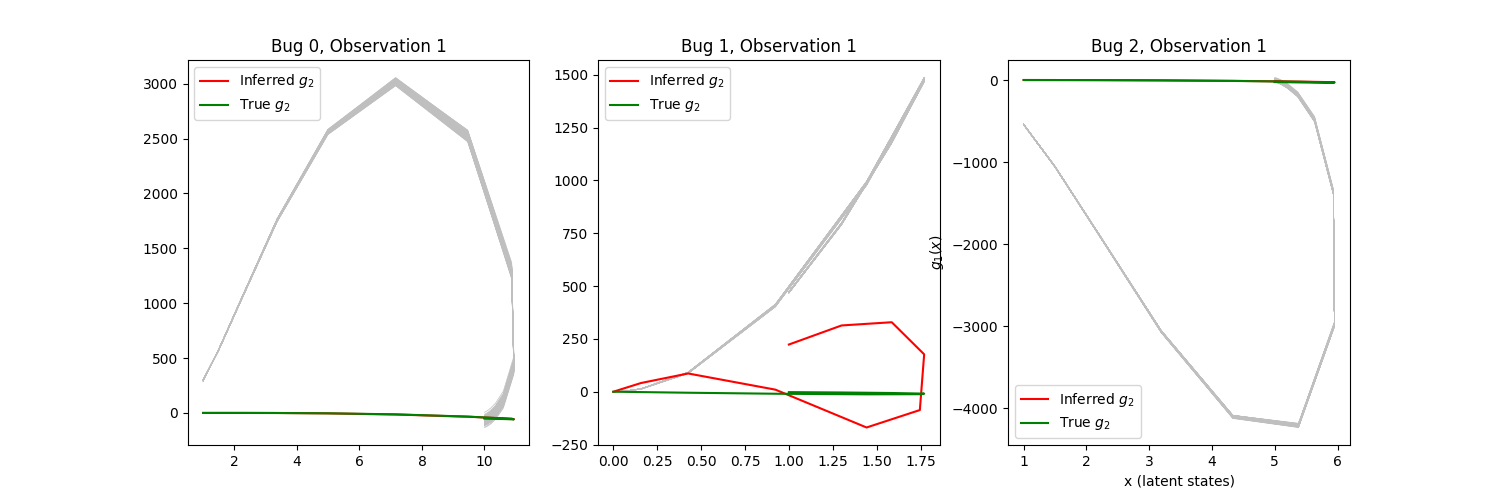 Bug 0, Observation 1
Inferred g₂
True g₂
3000
2500
2000
1500
1000
500
0
2 4 6 8 10
Bug 1, Observation 1
Inferred g₂
True g₂
1500
1250
1000
750
500
250
0
−250
0.00 0.25 0.50 0.75 1.00 1.25 1.50 1.75
Bug 2, Observation 1
g₁(x)
0
−1000
−2000
−3000
−4000
Inferred g₂
True g₂
1 2 3 4 5 6
x (latent states)